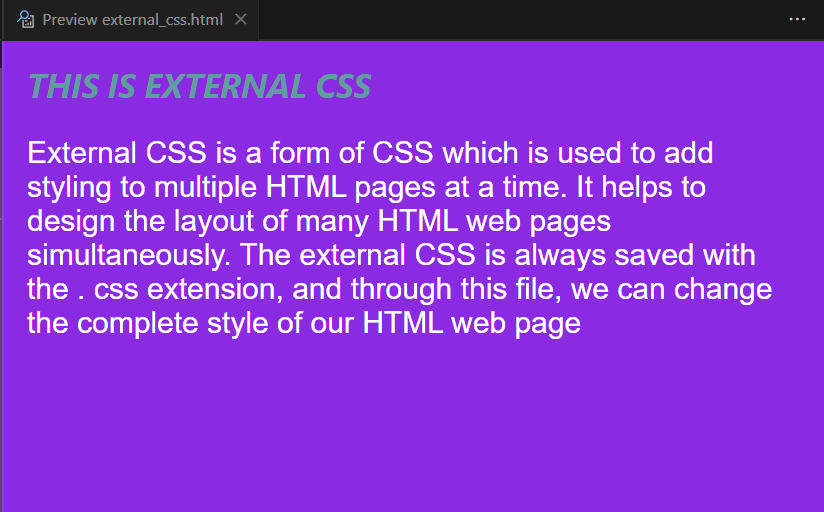 Preview external_css.html
THIS IS EXTERNAL CSS
External CSS is a form of CSS which is used to add
styling to multiple HTML pages at a time. It helps to
design the layout of many HTML web pages
simultaneously. The external CSS is always saved with
the . css extension, and through this file, we can change
the complete style of our HTML web page